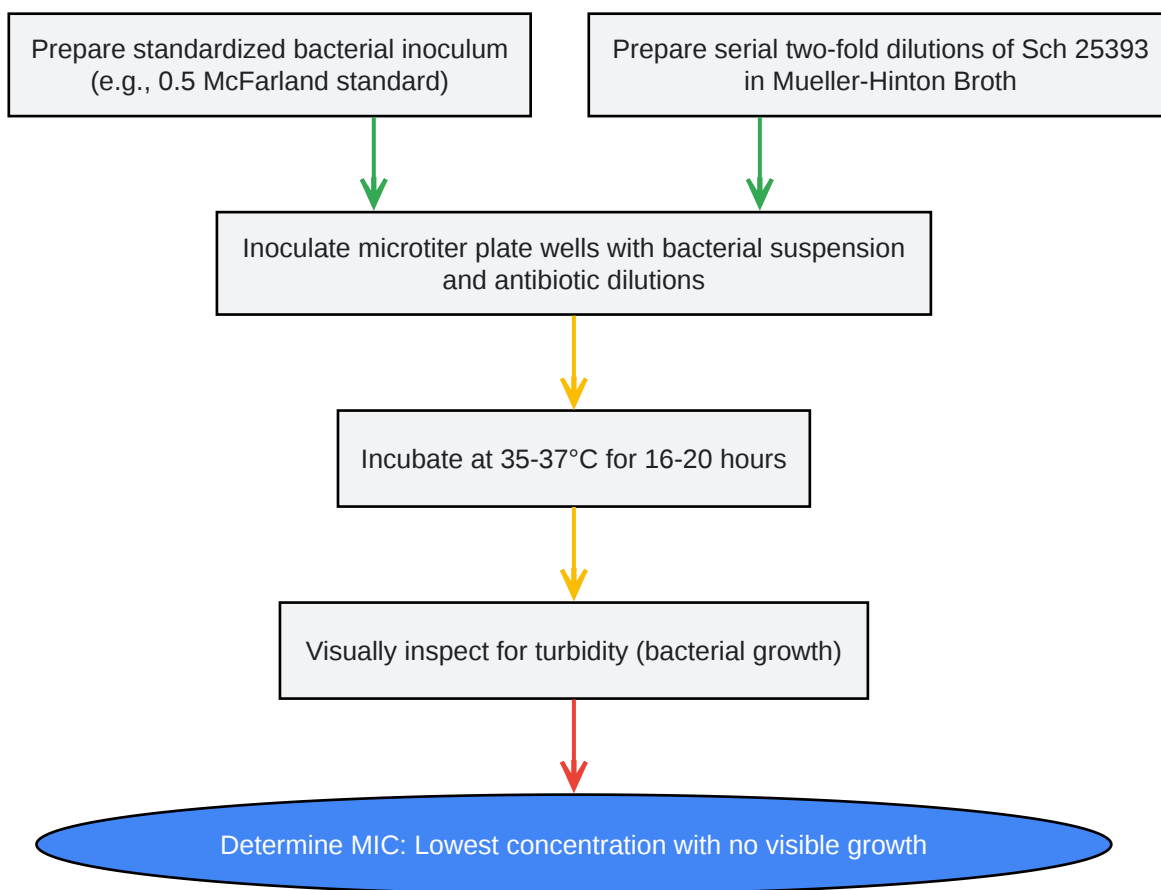 Prepare standardized bacterial inoculum
(e.g., 0.5 McFarland standard)
Prepare serial two-fold dilutions of Sch 25393
in Mueller-Hinton Broth
Inoculate microtiter plate wells with bacterial suspension
and antibiotic dilutions
Incubate at 35-37°C for 16-20 hours
Visually inspect for turbidity (bacterial growth)
Determine MIC: Lowest concentration with no visible growth